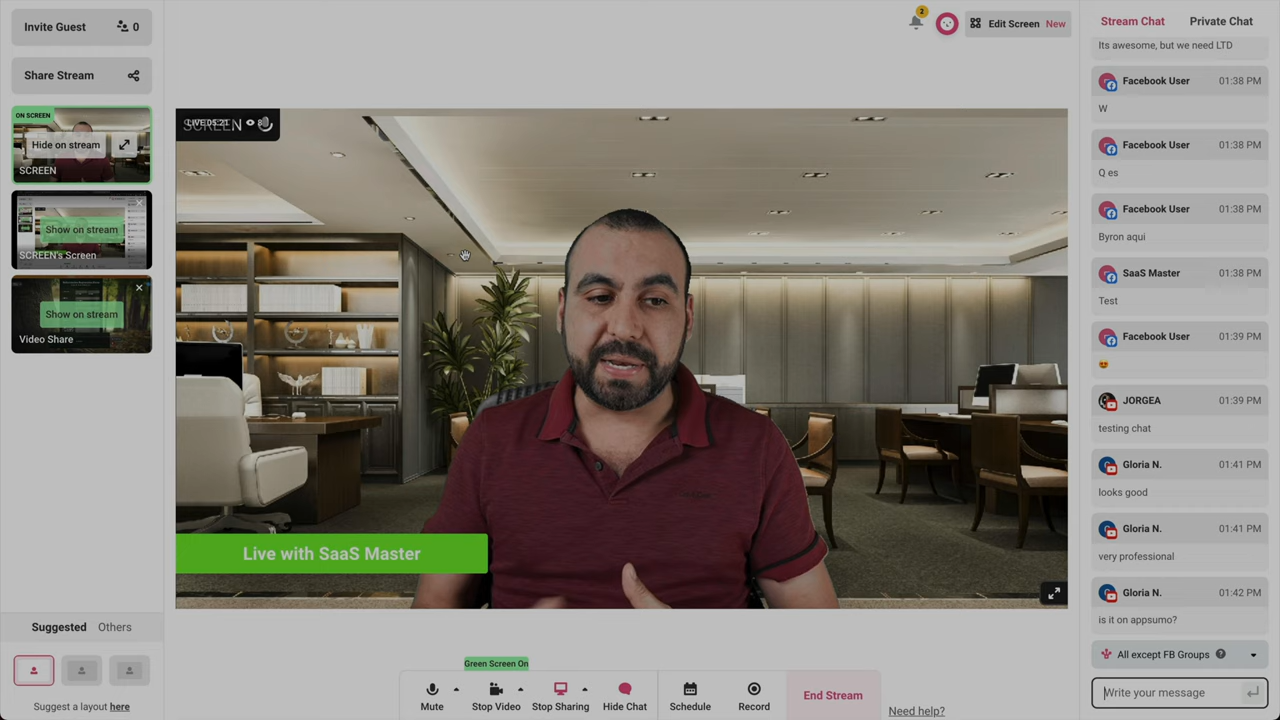 Invite Guest
0
Share Stream
ON SCREEN
Hide on stream
SCREEN
Show on stream
SCREEN's Screen
Show on stream
Video Share
Suggested
Others
Suggest a layout here
2
Edit Screen New
SCREEN
LIVE 05:21
8
Live with SaaS Master
Green Screen On
Mute
Stop Video
Stop Sharing
Hide Chat
Schedule
Record
End Stream
Need help?
Stream Chat
Private Chat
Its awesome, but we need LTD
Facebook User 01:38 PM
W
Facebook User 01:38 PM
Q es
Facebook User 01:38 PM
Byron aqui
SaaS Master 01:38 PM
Test
Facebook User 01:39 PM
😍
JORGEA 01:39 PM
testing chat
Gloria N. 01:41 PM
looks good
Gloria N. 01:41 PM
very professional
Gloria N. 01:42 PM
is it on appsumo?
All except FB Groups
Write your message